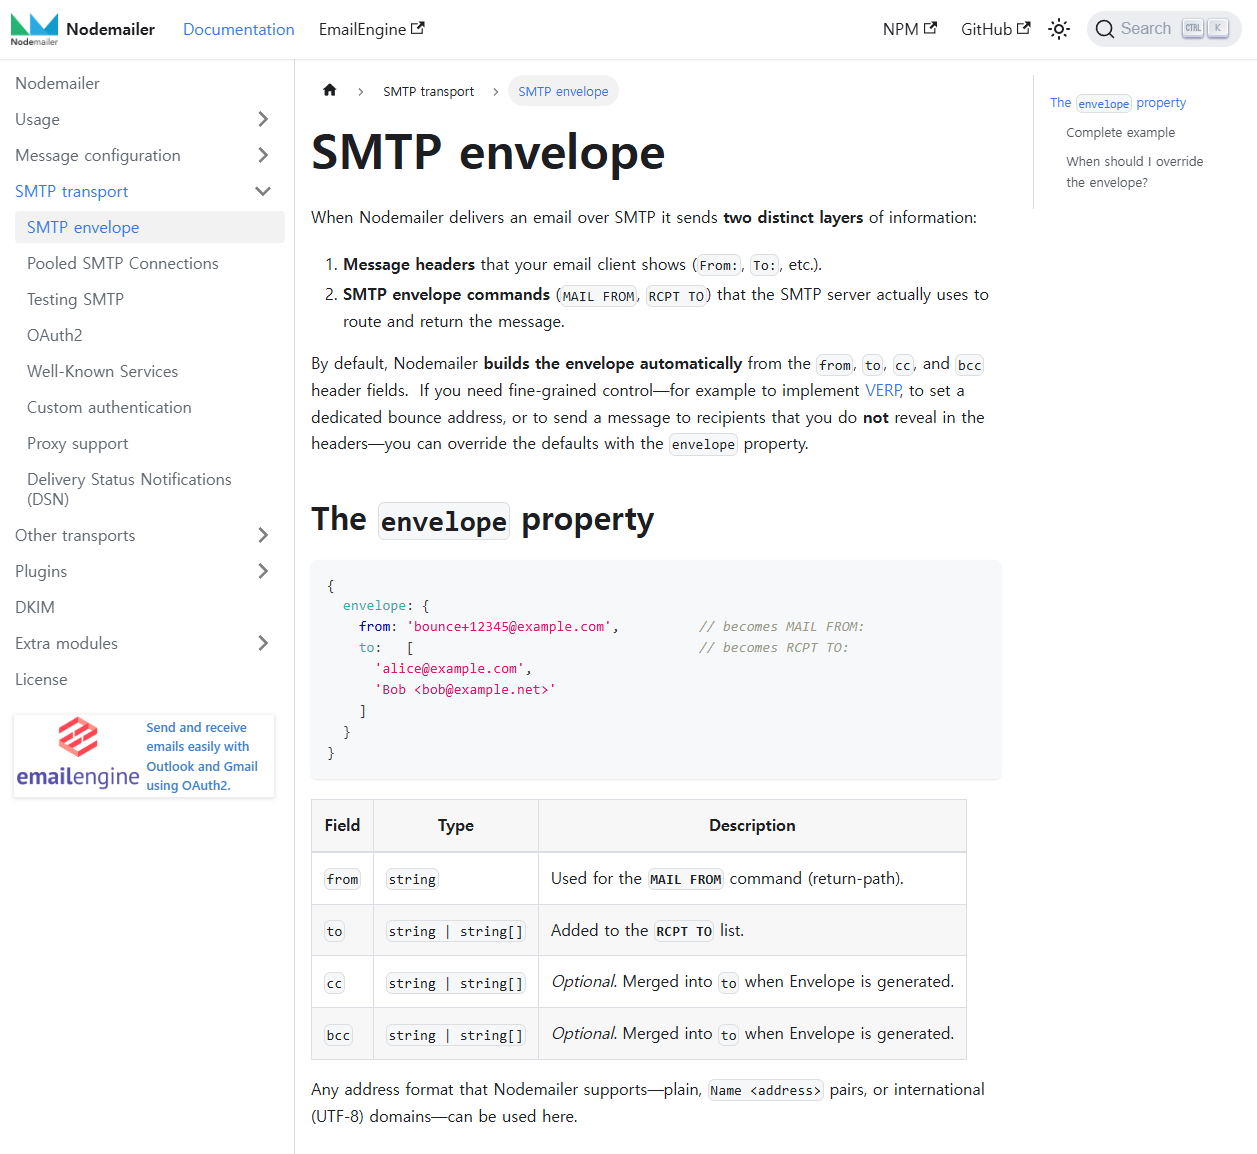 Nodemailer Nodemailer Documentation EmailEngine NPM GitHub Search CTRL K
Nodemailer
Usage
Message configuration
SMTP transport
SMTP envelope
Pooled SMTP Connections
Testing SMTP
OAuth2
Well-Known Services
Custom authentication
Proxy support
Delivery Status Notifications
(DSN)
Other transports
Plugins
DKIM
Extra modules
License
emailengine
Send and receive
emails easily with
Outlook and Gmail
using OAuth2.
SMTP transport SMTP envelope
SMTP envelope
When Nodemailer delivers an email over SMTP it sends two distinct layers of information:
1. Message headers that your email client shows (From:, To:, etc.).
2. SMTP envelope commands (MAIL FROM, RCPT TO) that the SMTP server actually uses to
route and return the message.
By default, Nodemailer builds the envelope automatically from the from, to, cc, and bcc
header fields. If you need fine-grained control—for example to implement VERP, to set a
dedicated bounce address, or to send a message to recipients that you do not reveal in the
headers—you can override the defaults with the envelope property.
The envelope property
{
  envelope: {
    from: 'bounce+12345@example.com',          // becomes MAIL FROM:
    to:   [                                    // becomes RCPT TO:
      'alice@example.com',
      'Bob <bob@example.net>'
    ]
  }
}
Field Type Description
from string Used for the MAIL FROM command (return-path).
to string | string[] Added to the RCPT TO list.
cc string | string[] Optional. Merged into to when Envelope is generated.
bcc string | string[] Optional. Merged into to when Envelope is generated.
Any address format that Nodemailer supports—plain, Name <address> pairs, or international
(UTF-8) domains—can be used here.
The envelope property
Complete example
When should I override
the envelope?